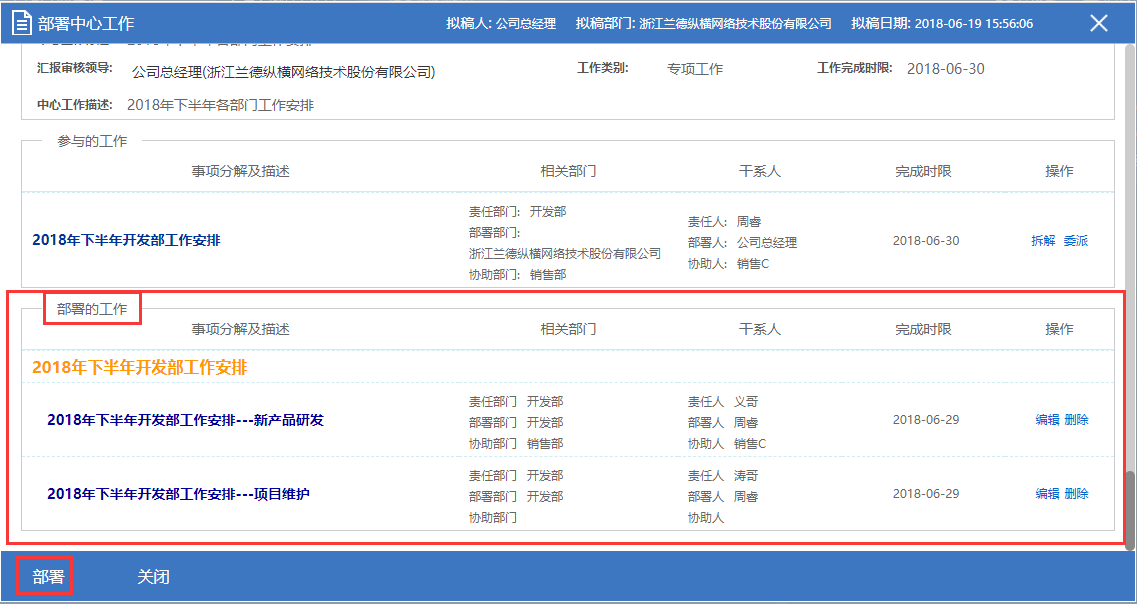 部署中心工作 拟稿人: 公司总经理 拟稿部门: 浙江兰德纵横网络技术股份有限公司 拟稿日期: 2018-06-19 15:56:06
汇报审核领导: 公司总经理(浙江兰德纵横网络技术股份有限公司) 工作类别: 专项工作 工作完成时限: 2018-06-30
中心工作描述: 2018年下半年各部门工作安排
参与的工作
事项分解及描述 相关部门 干系人 完成时限 操作
2018年下半年开发部工作安排
责任部门: 开发部
部署部门:
浙江兰德纵横网络技术股份有限公司
协助部门: 销售部
责任人: 周睿
部署人: 公司总经理
协助人: 销售C
2018-06-30
拆解 委派
部署的工作
事项分解及描述 相关部门 干系人 完成时限 操作
2018年下半年开发部工作安排
2018年下半年开发部工作安排---新产品研发
责任部门 开发部
部署部门 开发部
协助部门 销售部
责任人 义哥
部署人 周睿
协助人 销售C
2018-06-29
编辑 删除
2018年下半年开发部工作安排---项目维护
责任部门 开发部
部署部门 开发部
协助部门
责任人 涛哥
部署人 周睿
协助人
2018-06-29
编辑 删除
部署 关闭